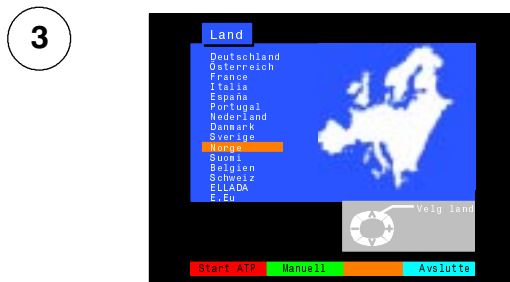 3
Land
Deutschland
Österreich
France
Italia
España
Portugal
Nederland
Danmark
Sverige
Norge
Suomi
Belgien
Schweiz
ELLADA
E.Eu
Velg land
Start ATP
Manuell
Avslutte